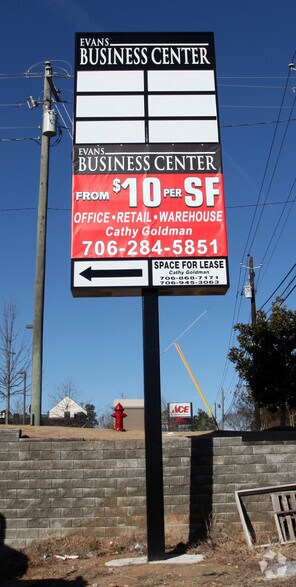 EVANS
BUSINESS CENTER
EVANS
BUSINESS CENTER
FROM $10 PER SF
OFFICE • RETAIL • WAREHOUSE
Cathy Goldman
706-284-5851
SPACE FOR LEASE
Cathy Goldman
706-868-7171
706-945-3063
ACE